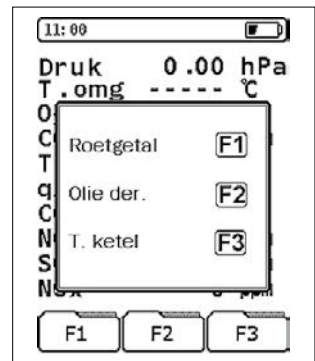 11:00
Druk 0.00 hPa
T.omg ----- °C
Roetgetal F1
Olie der. F2
T. ketel F3
F1 F2 F3